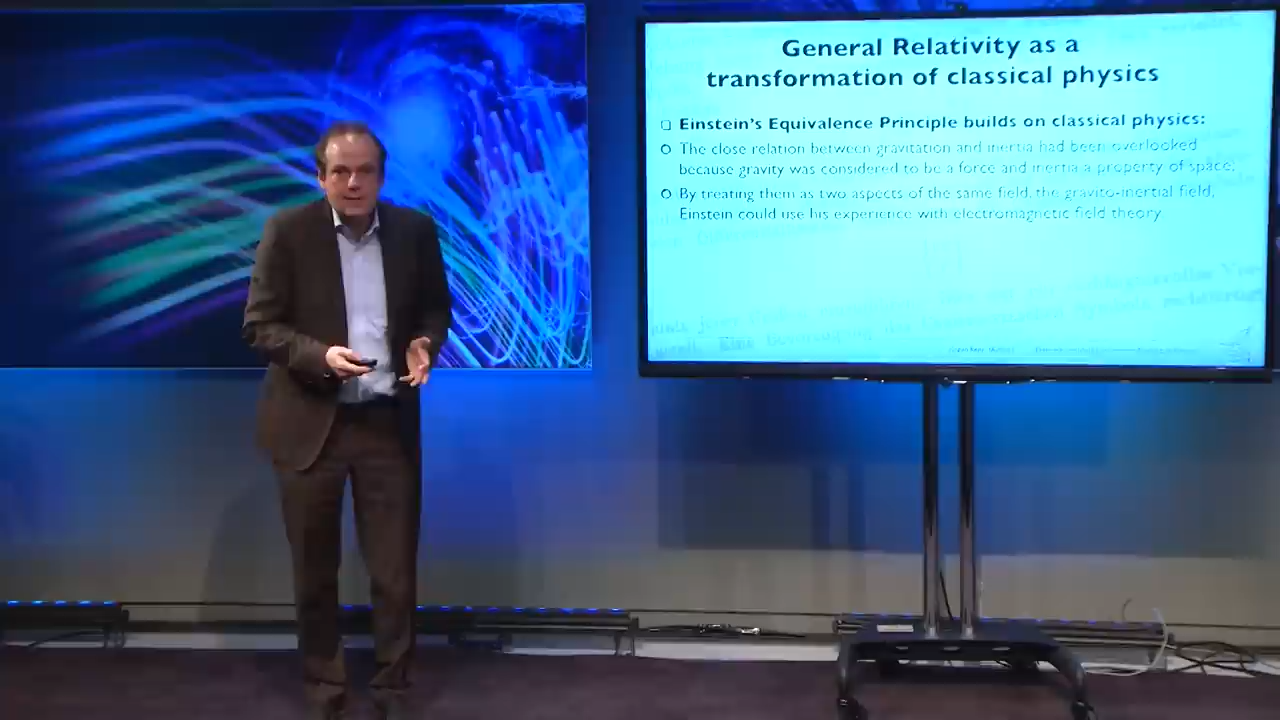 General Relativity as a
transformation of classical physics
Einstein's Equivalence Principle builds on classical physics:
The close relation between gravitation and inertia had been overlooked
because gravity was considered to be a force and inertia a property of space.
By treating them as two aspects of the same field, the gravito-inertial field,
Einstein could use his experience with electromagnetic field theory.